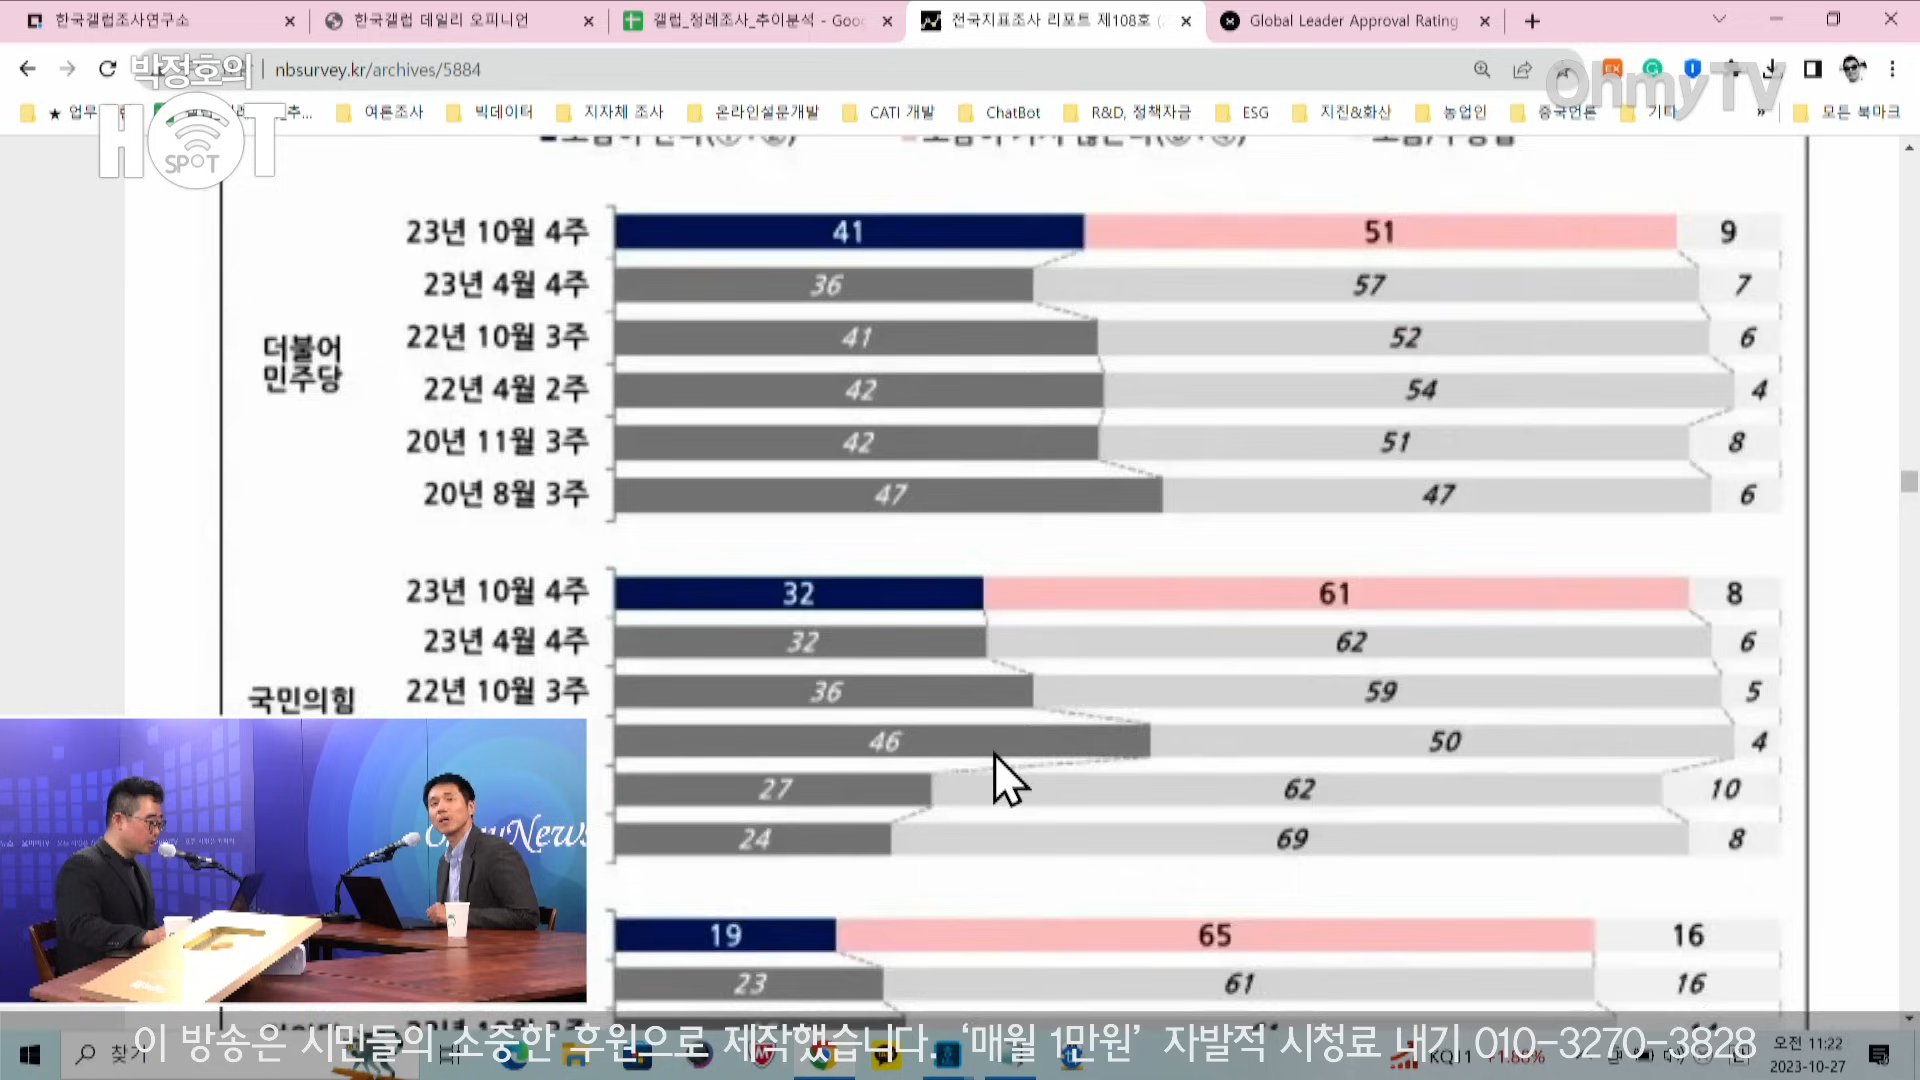 한국갤럽조사연구소
한국갤럽 데일리 오피니언
갤럽_정례조사_추이분석 - Goo
전국지표조사 리포트 제108호 (
Global Leader Approval Rating
박정호의
HOT
SPOT
nbsurvey.kr/archives/5884
OhmyTV
업무
추...
여론조사
빅데이터
지자체 조사
온라인설문개발
CATI 개발
ChatBot
R&D, 정책자금
ESG
지진&화산
농업인
중국언론
기타
»
모든 북마크
23년 10월 4주 41 51 9
23년 4월 4주 36 57 7
더불어
민주당
22년 10월 3주 41 52 6
22년 4월 2주 42 54 4
20년 11월 3주 42 51 8
20년 8월 3주 47 47 6
23년 10월 4주 32 61 8
23년 4월 4주 32 62 6
국민의힘
22년 10월 3주 36 59 5
46 50 4
27 62 10
24 69 8
19 65 16
23 61 16
이 방송은 시민들의 소중한 후원으로 제작했습니다. ‘매월 1만원’ 자발적 시청료 내기 010-3270-3828
찾기
KQ11 +1.88%
오전 11:22
2023-10-27